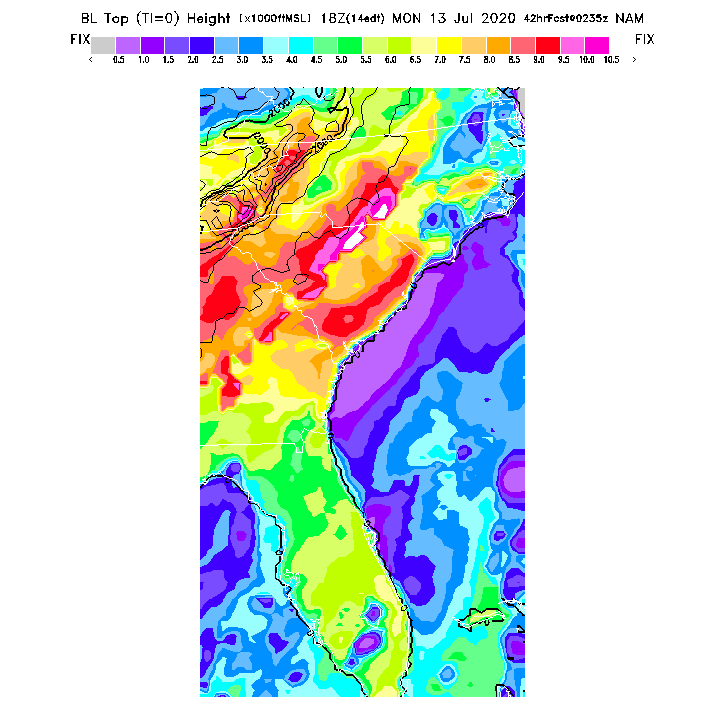 BL Top (TI=0) Height [x1000ftMSL] 18Z(14edt) MON 13 Jul 2020 42hrFcst@0235z NAM
FIX FIX
< 0.5 1.0 1.5 2.0 2.5 3.0 3.5 4.0 4.5 5.0 5.5 6.0 6.5 7.0 7.5 8.0 8.5 9.0 9.5 10.0 10.5 >
2000
2000
2000